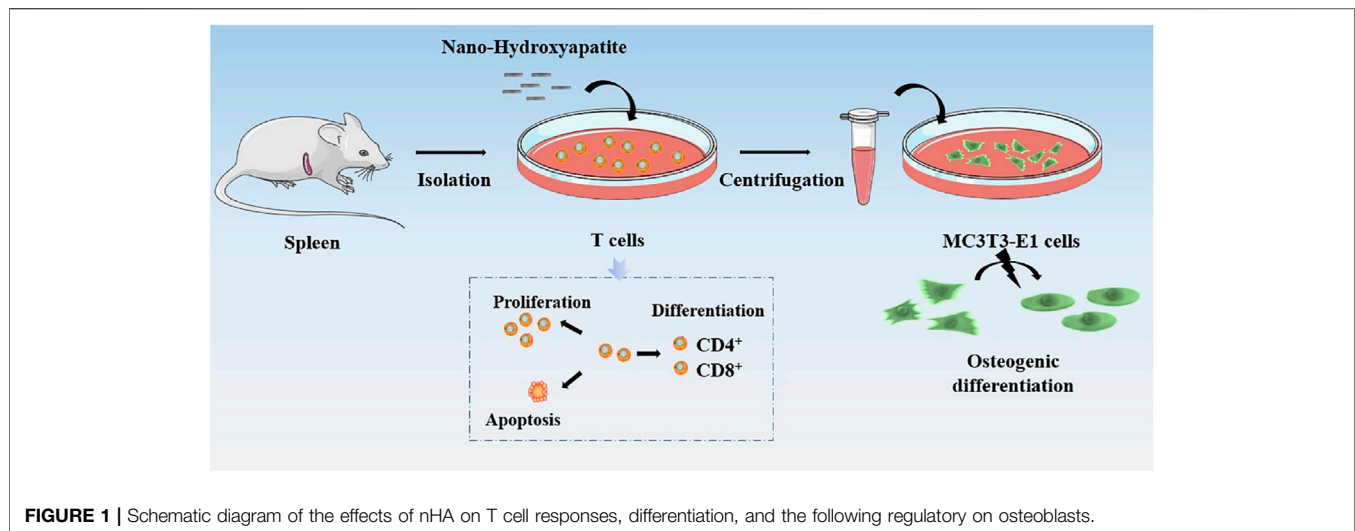 Nano-Hydroxyapatite
Isolation
Centrifugation
Spleen
T cells
MC3T3-E1 cells
Proliferation
Differentiation
CD4⁺
CD8⁺
Apoptosis
Osteogenic
differentiation
FIGURE 1 | Schematic diagram of the effects of nHA on T cell responses, differentiation, and the following regulatory on osteoblasts.